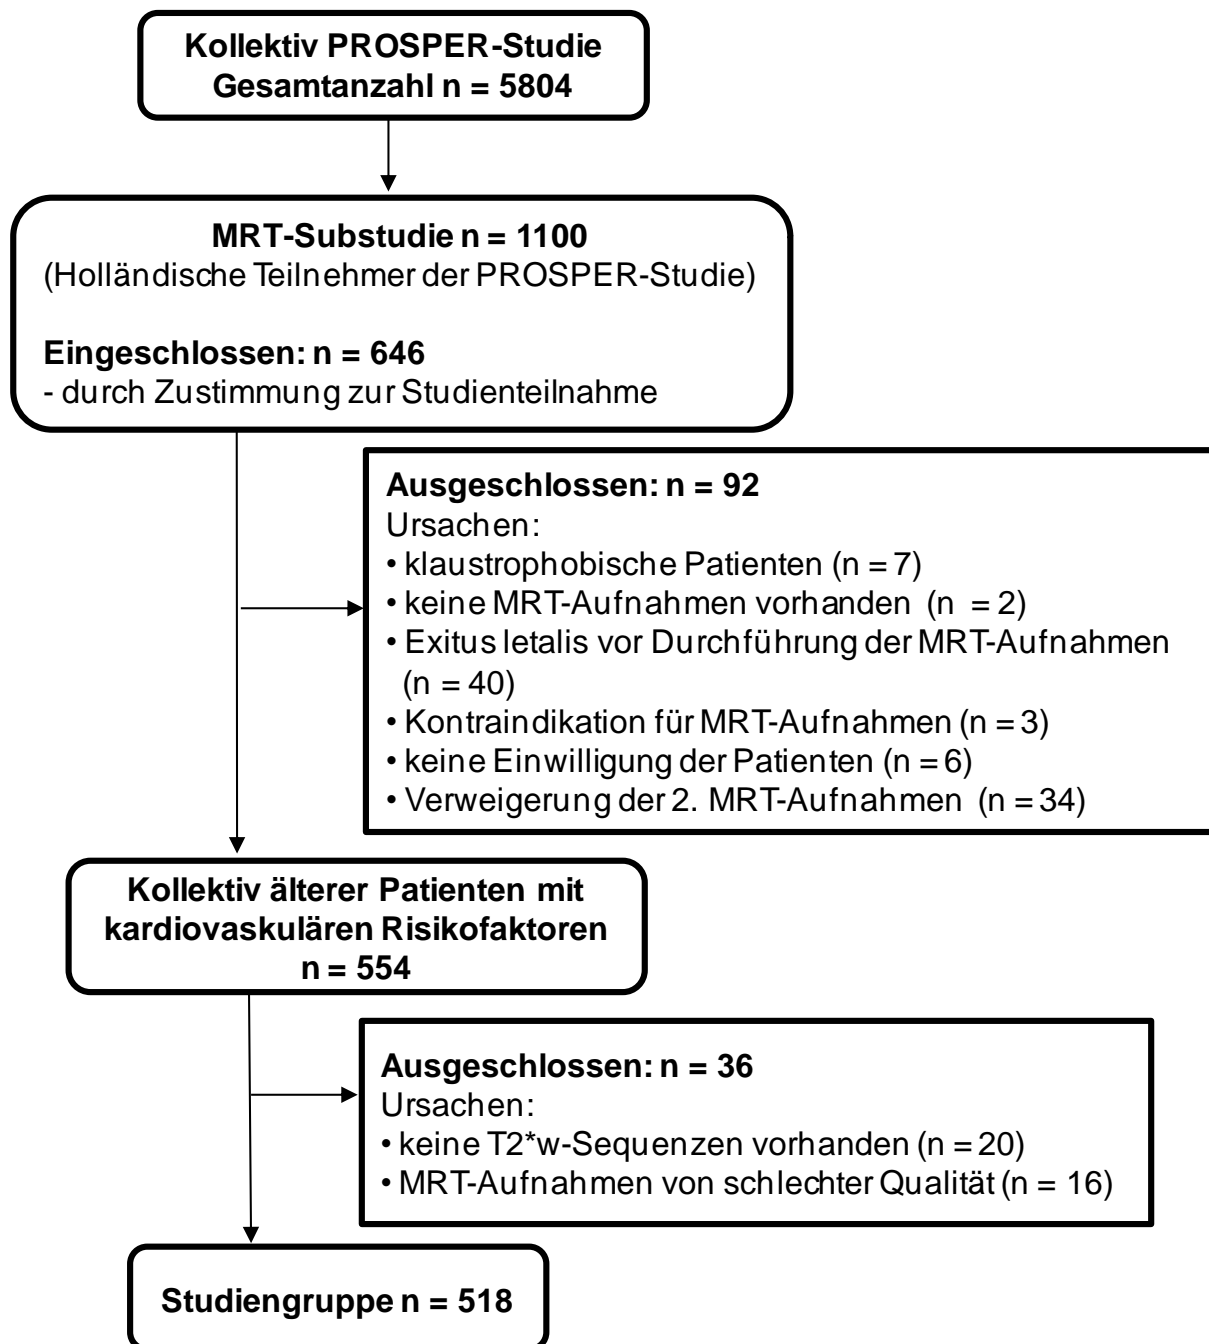 Kollektiv PROSPER-Studie
Gesamtanzahl n = 5804
MRT-Substudie n = 1100
(Holländische Teilnehmer der PROSPER-Studie)
Eingeschlossen: n = 646
- durch Zustimmung zur Studienteilnahme
Ausgeschlossen: n = 92
Ursachen:
• klaustrophobische Patienten (n = 7)
• keine MRT-Aufnahmen vorhanden (n = 2)
• Exitus letalis vor Durchführung der MRT-Aufnahmen
(n = 40)
• Kontraindikation für MRT-Aufnahmen (n = 3)
• keine Einwilligung der Patienten (n = 6)
• Verweigerung der 2. MRT-Aufnahmen (n = 34)
Kollektiv älterer Patienten mit
kardiovaskulären Risikofaktoren
n = 554
Ausgeschlossen: n = 36
Ursachen:
• keine T2*w-Sequenzen vorhanden (n = 20)
• MRT-Aufnahmen von schlechter Qualität (n = 16)
Studiengruppe n = 518